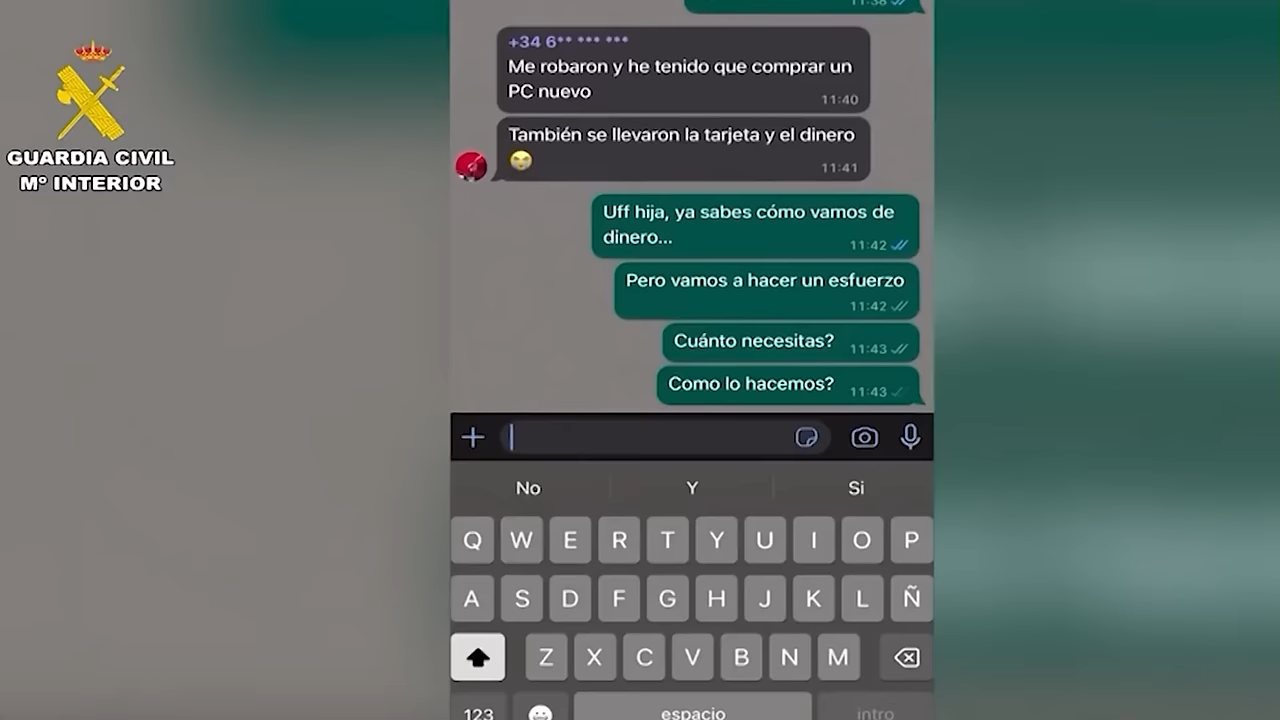 GUARDIA CIVIL
Mº INTERIOR
11:38
+34 6** *** ***
Me robaron y he tenido que comprar un
PC nuevo
11:40
También se llevaron la tarjeta y el dinero
11:41
Uff hija, ya sabes cómo vamos de
dinero...
11:42
Pero vamos a hacer un esfuerzo
11:42
Cuánto necesitas?
11:43
Como lo hacemos?
11:43
No Y Si
Q W E R T Y U I O P
A S D F G H J K L Ñ
Z X C V B N M
123 espacio intro